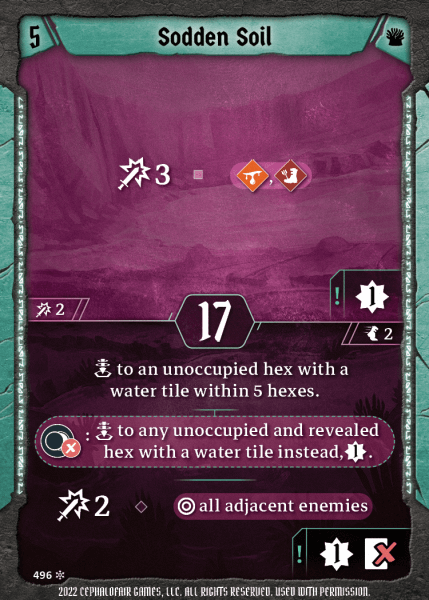 5
Sodden Soil
3
,
! 1
2
17
2
to an unoccupied hex with a
water tile within 5 hexes.
: to any unoccupied and revealed
hex with a water tile instead, 1.
2 all adjacent enemies
! 1
496
2022 CEPHALOFAIR GAMES, LLC. ALL RIGHTS RESERVED. USED WITH PERMISSION.